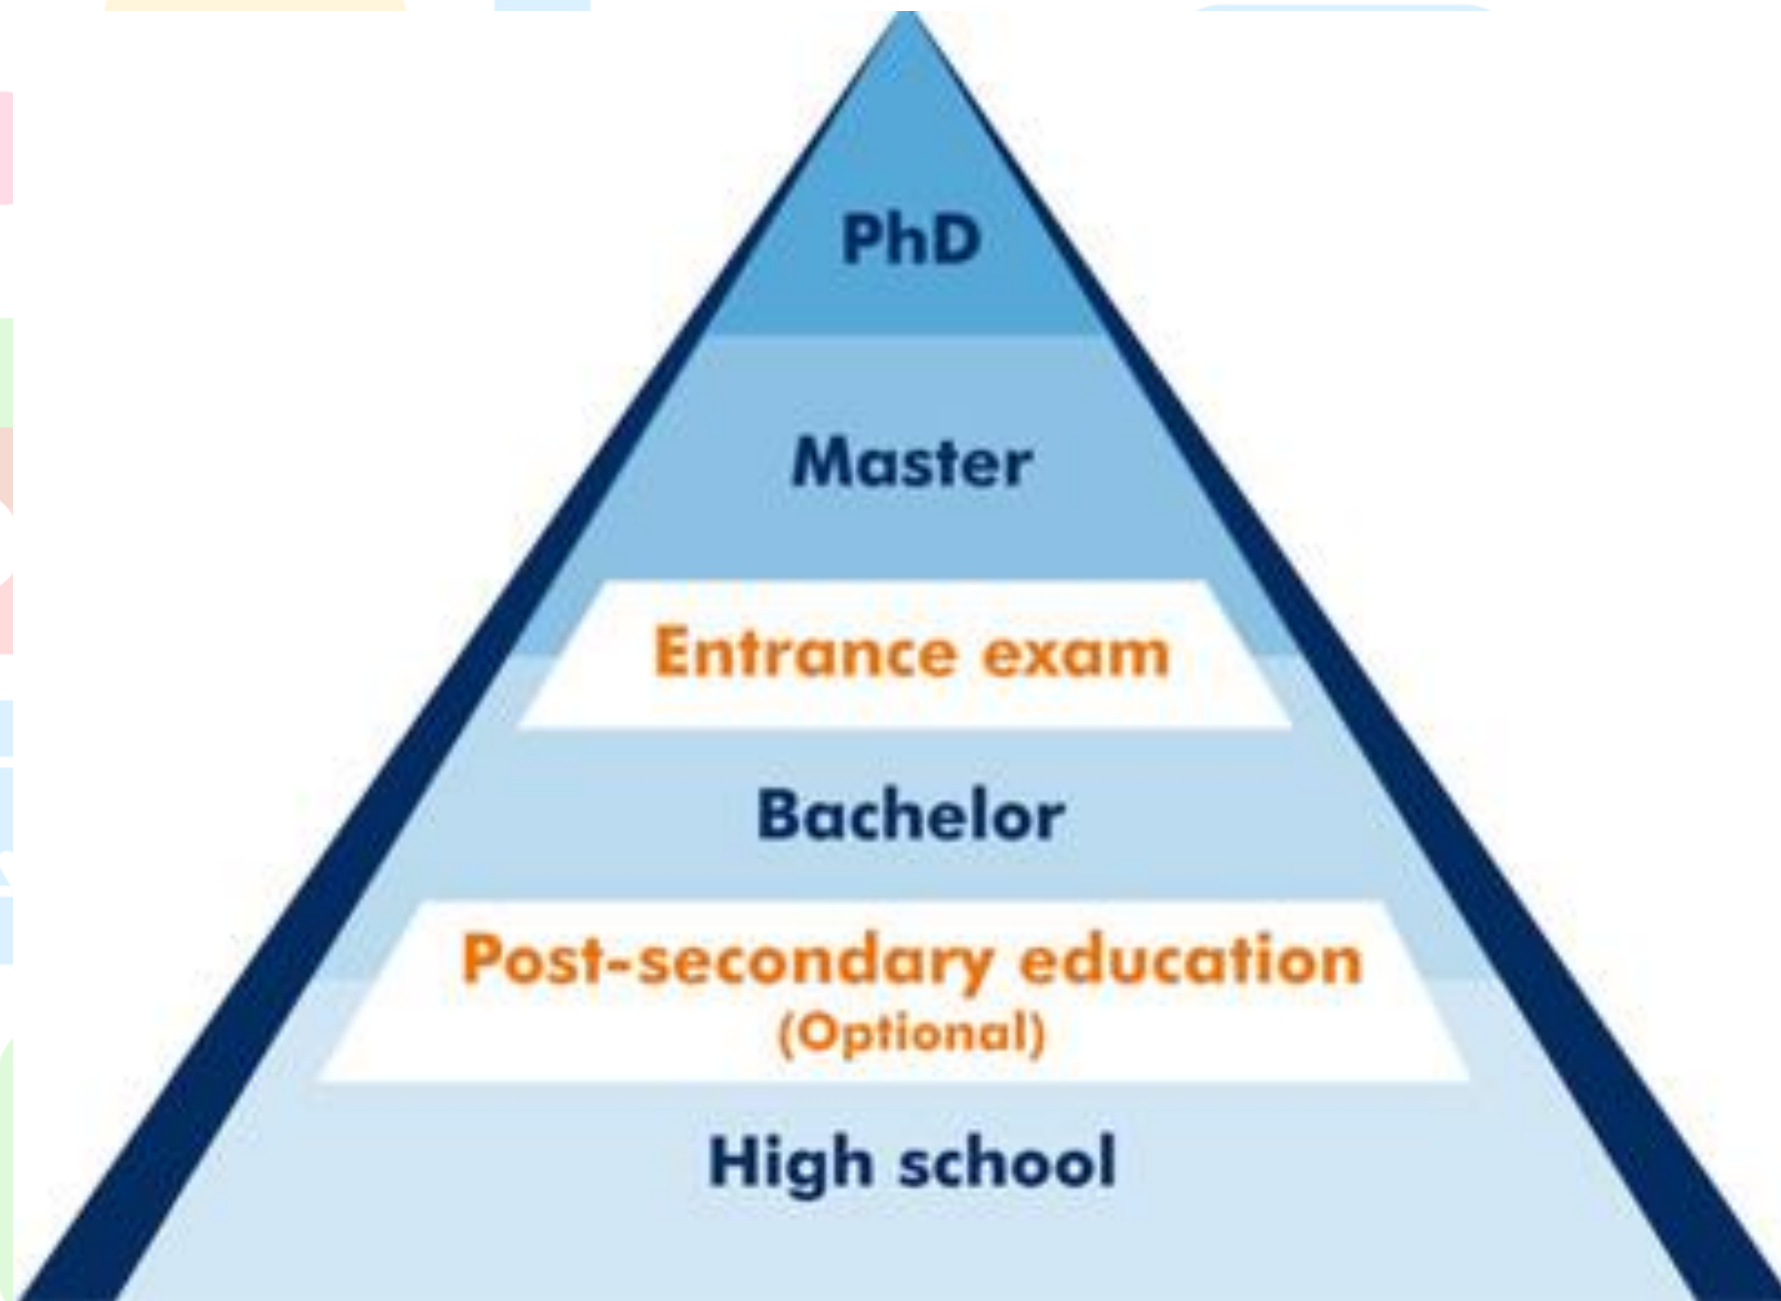 PhD
Master
Entrance exam
Bachelor
Post-secondary education
(Optional)
High school